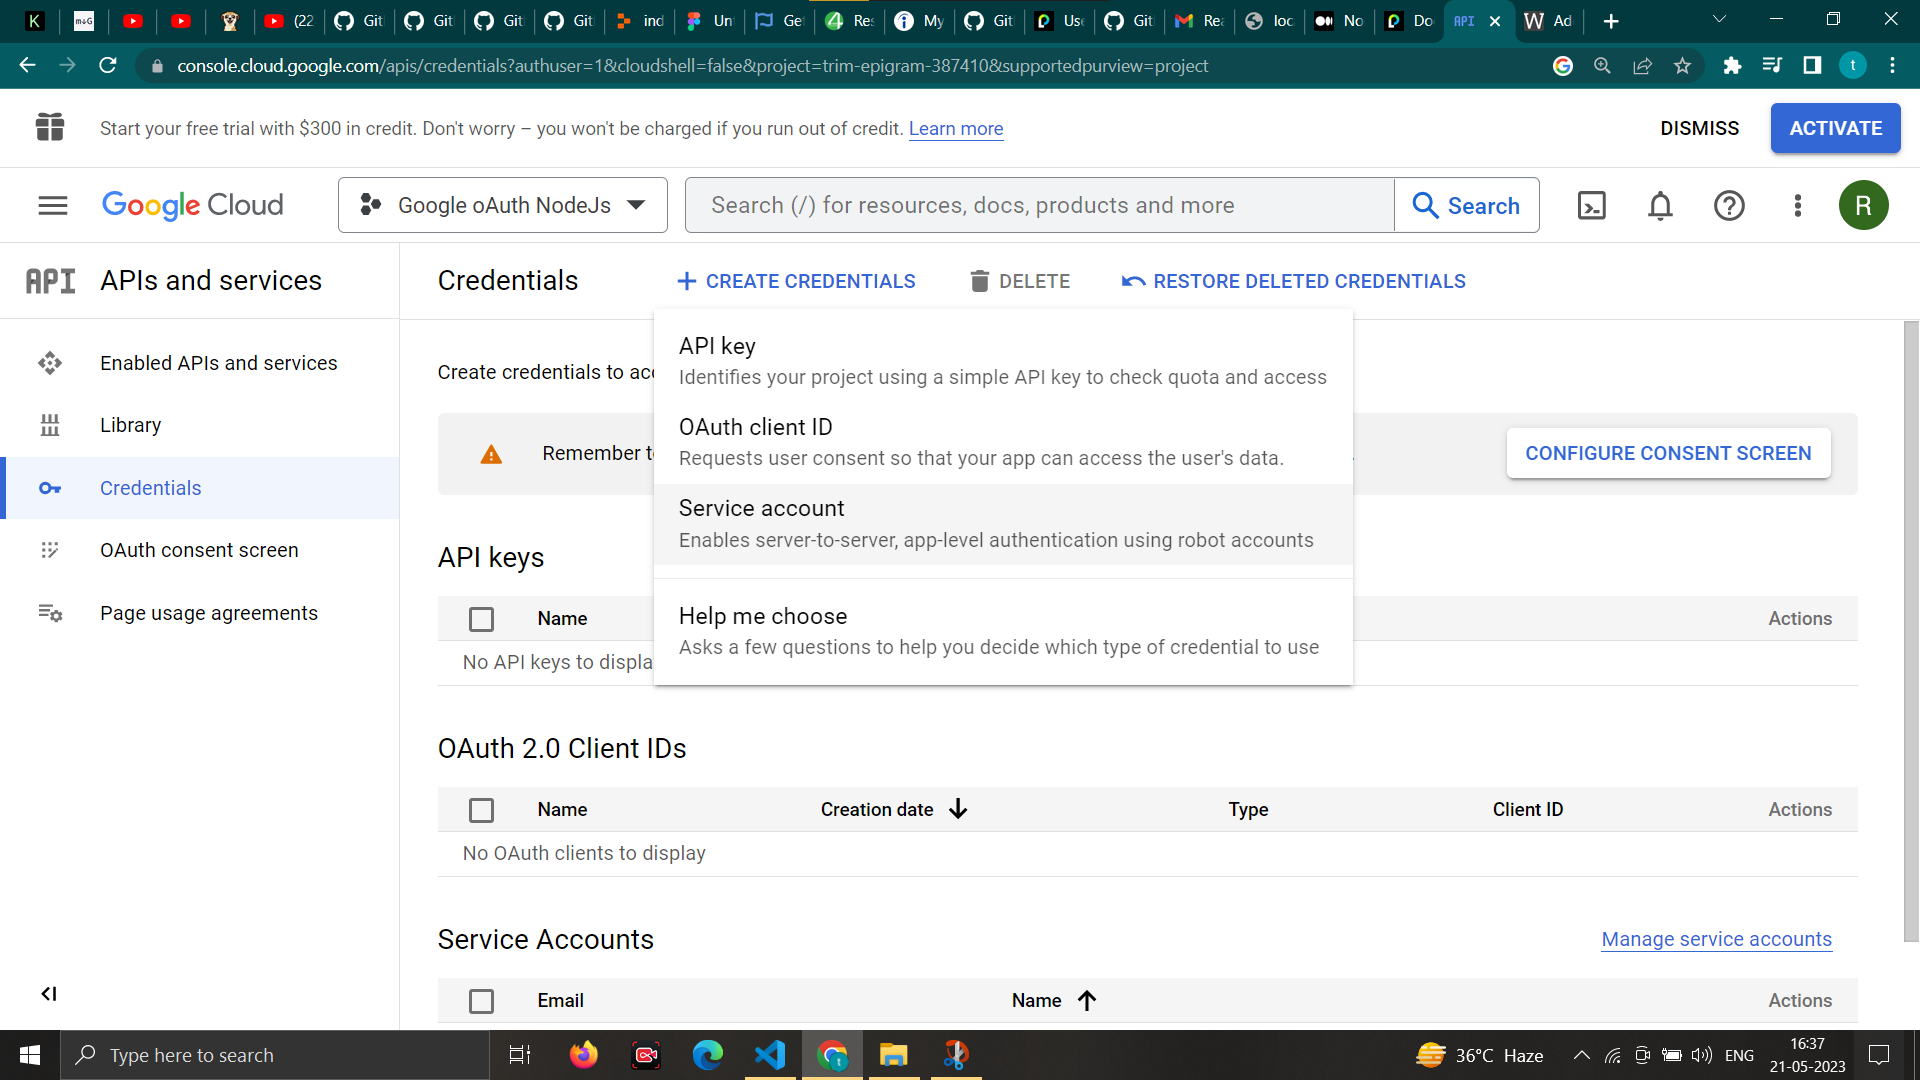 (22
Git
Git
Git
Git
ind
Unt
Get
Res
My
Git
Use
Git
Rea
loc
No
Do
API
Ad
console.cloud.google.com/apis/credentials?authuser=1&cloudshell=false&project=trim-epigram-387410&supportedpurview=project
t
Start your free trial with $300 in credit. Don't worry – you won't be charged if you run out of credit. Learn more
DISMISS
ACTIVATE
Google Cloud
Google oAuth NodeJs
Search (/) for resources, docs, products and more
Search
R
API APIs and services
Credentials
CREATE CREDENTIALS
DELETE
RESTORE DELETED CREDENTIALS
Enabled APIs and services
Library
Credentials
OAuth consent screen
Page usage agreements
Create credentials to acc
Remember t
CONFIGURE CONSENT SCREEN
API key
Identifies your project using a simple API key to check quota and access
OAuth client ID
Requests user consent so that your app can access the user's data.
Service account
Enables server-to-server, app-level authentication using robot accounts
Help me choose
Asks a few questions to help you decide which type of credential to use
API keys
Name
Actions
No API keys to displa
OAuth 2.0 Client IDs
Name
Creation date
Type
Client ID
Actions
No OAuth clients to display
Service Accounts
Manage service accounts
Email
Name
Actions
Type here to search
36°C Haze
ENG
16:37
21-05-2023